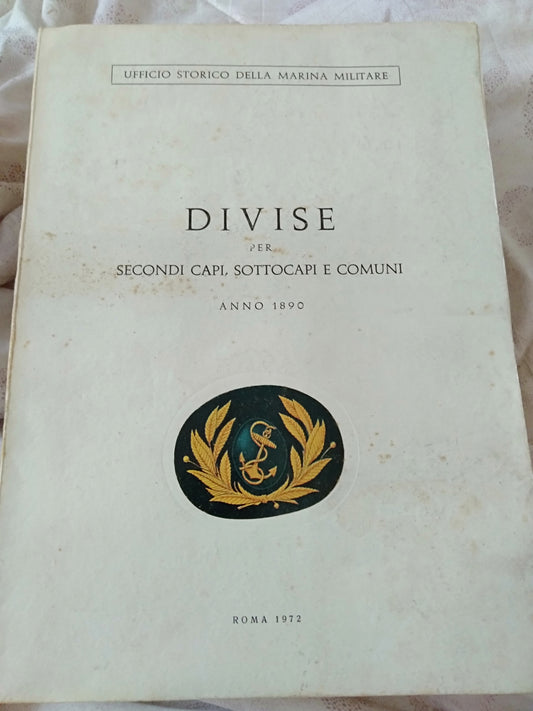 UFFICIO STORICO DELLA MARINA MILITARE
DIVISE
PER
SECONDI CAPI, SOTTOCAPI E COMUNI
ANNO 1890
ROMA 1972